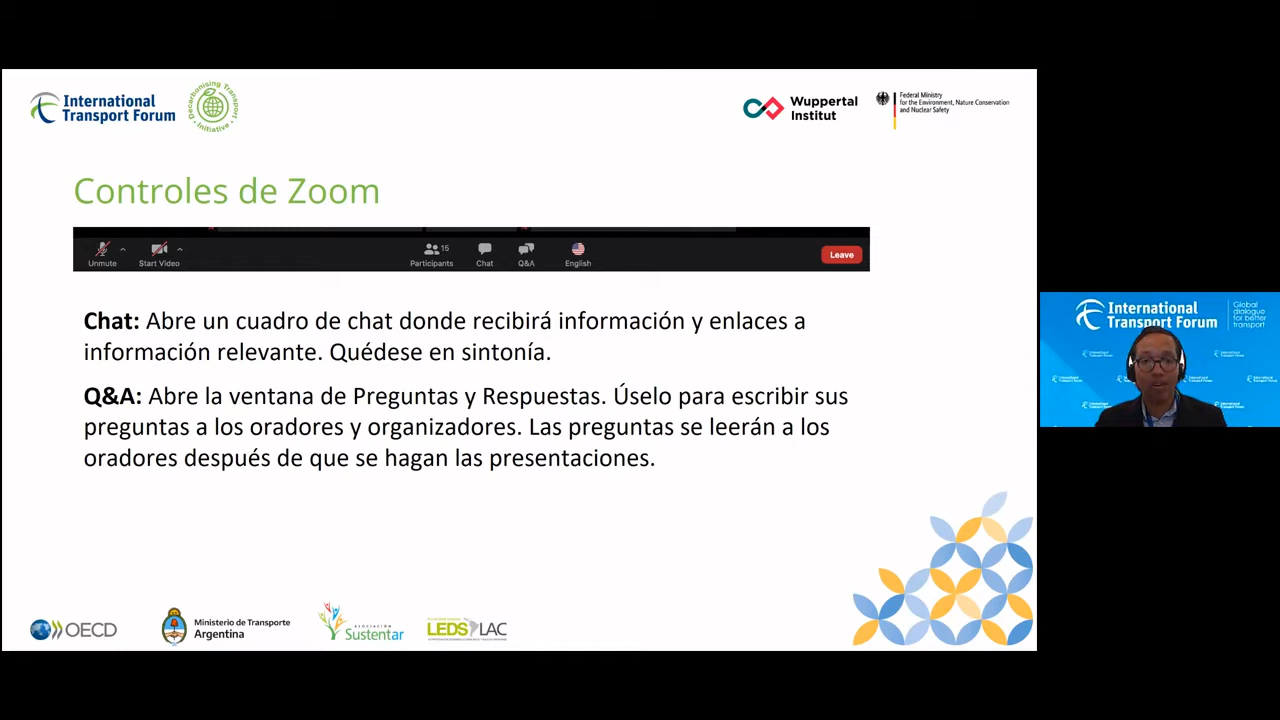 International
Transport Forum
Decarbonising Transport
Initiative
Wuppertal
Institut
Federal Ministry
for the Environment, Nature Conservation
and Nuclear Safety
Controles de Zoom
Unmute
Start Video
15
Participants
Chat
Q&A
English
Leave
Chat: Abre un cuadro de chat donde recibirá información y enlaces a
información relevante. Quédese en sintonía.
Q&A: Abre la ventana de Preguntas y Respuestas. Úselo para escribir sus
preguntas a los oradores y organizadores. Las preguntas se leerán a los
oradores después de que se hagan las presentaciones.
International
Transport Forum
Global
dialogue
for better
transport
OECD
Ministerio de Transporte
Argentina
ASOCIACIÓN
Sustentar
LEDS LAC